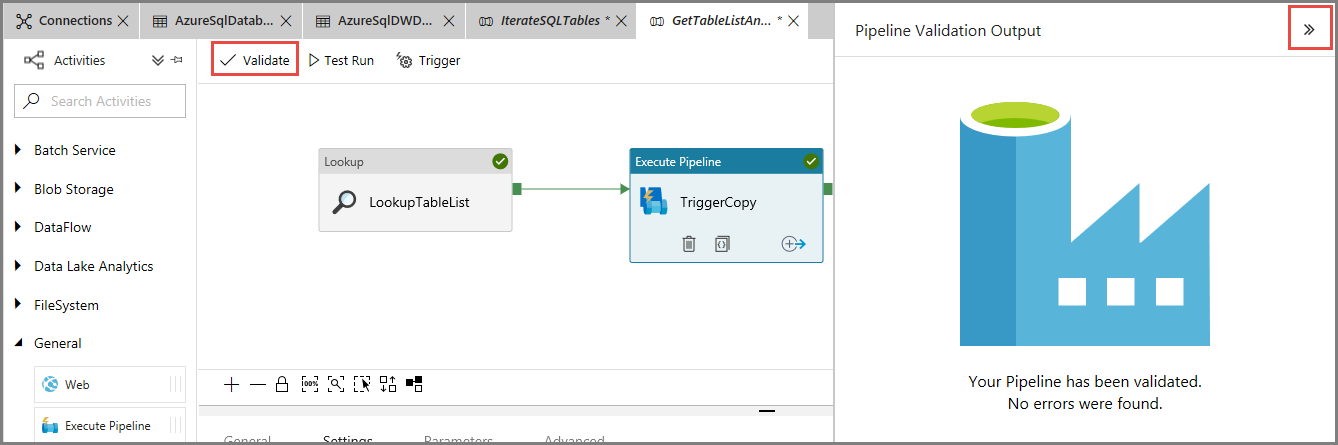 Connections
AzureSqlDatab...
AzureSqlDWD...
IterateSQLTables *
GetTableListAn... *
Pipeline Validation Output
Activities
Validate
Test Run
Trigger
Search Activities
Batch Service
Blob Storage
DataFlow
Data Lake Analytics
FileSystem
General
Web
Execute Pipeline
Lookup
LookupTableList
Execute Pipeline
TriggerCopy
{}
100%
General
Settings
Parameters
Advanced
Your Pipeline has been validated.
No errors were found.